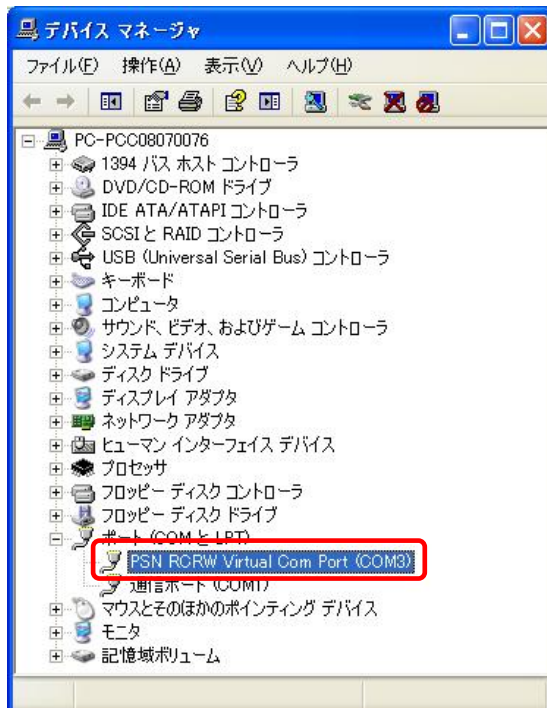 デバイス マネージャ
ファイル(F) 操作(A) 表示(V) ヘルプ(H)
PC-PCC08070076
1394 バス ホスト コントローラ
DVD/CD-ROM ドライブ
IDE ATA/ATAPI コントローラ
SCSI と RAID コントローラ
USB (Universal Serial Bus) コントローラ
キーボード
コンピュータ
サウンド、ビデオ、およびゲーム コントローラ
システム デバイス
ディスク ドライブ
ディスプレイ アダプタ
ネットワーク アダプタ
ヒューマン インターフェイス デバイス
プロセッサ
フロッピー ディスク コントローラ
フロッピー ディスク ドライブ
ポート (COM と LPT)
PSN RCRW Virtual Com Port (COM3)
通信ポート (COM1)
マウスとそのほかのポインティング デバイス
モニタ
記憶域ボリューム